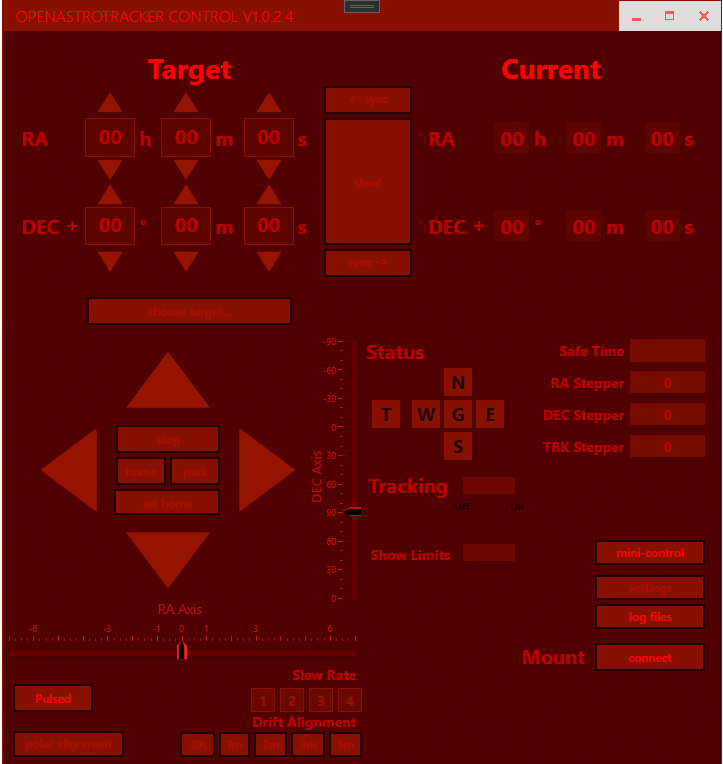 OPENASTROTRACKER CONTROL V1.0.2.4
Target
Current
<- sync
RA 00 h 00 m 00 s
slew!
RA 00 h 00 m 00 s
DEC + 00 ° 00 m 00 s
DEC + 00 ° 00 m 00 s
sync ->
choose target...
stop
home park
set home
-90
-60
-30
0
30
60
90
60
30
0
DEC Axis
Status
N
T W G E
S
Safe Time
RA Stepper 0
DEC Stepper 0
TRK Stepper 0
Tracking
Off On
Show Limits
mini-control
settings
log files
Mount connect
RA Axis
-6 -3 -1 0 1 3 6
Slew Rate
Pulsed
1 2 3 4
Drift Alignment
polar alignment
30s 1m 2m 3m 5m